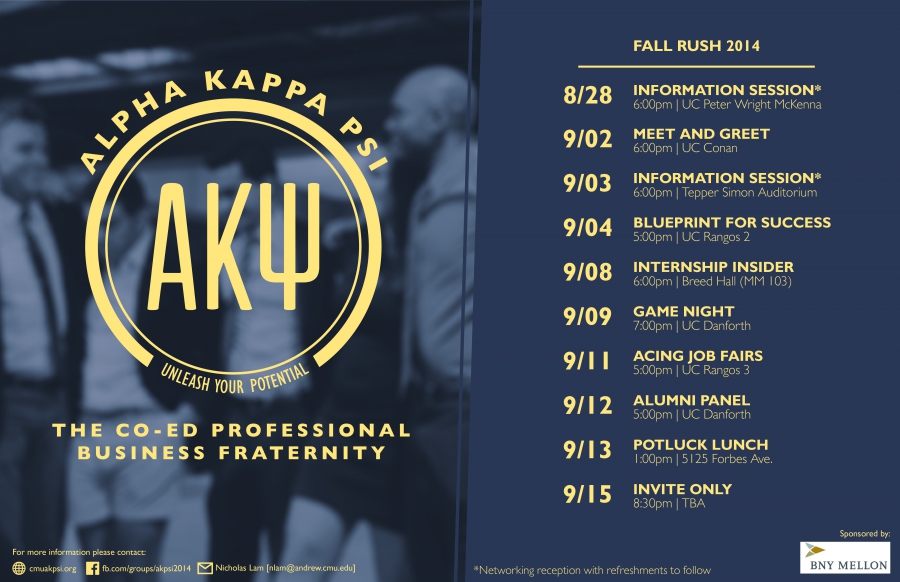 ALPHA KAPPA PSI
ΑΚΨ
UNLEASH YOUR POTENTIAL
THE CO-ED PROFESSIONAL
BUSINESS FRATERNITY
For more information please contact:
cmuakpsi.org fb.com/groups/akpsi2014 Nicholas Lam [nlam@andrew.cmu.edu]
FALL RUSH 2014
8/28 INFORMATION SESSION*
6:00pm | UC Peter Wright McKenna
9/02 MEET AND GREET
6:00pm | UC Conan
9/03 INFORMATION SESSION*
6:00pm | Tepper Simon Auditorium
9/04 BLUEPRINT FOR SUCCESS
5:00pm | UC Rangos 2
9/08 INTERNSHIP INSIDER
6:00pm | Breed Hall (MM 103)
9/09 GAME NIGHT
7:00pm | UC Danforth
9/11 ACING JOB FAIRS
5:00pm | UC Rangos 3
9/12 ALUMNI PANEL
5:00pm | UC Danforth
9/13 POTLUCK LUNCH
1:00pm | 5125 Forbes Ave.
9/15 INVITE ONLY
8:30pm | TBA
*Networking reception with refreshments to follow
Sponsored by:
BNY MELLON